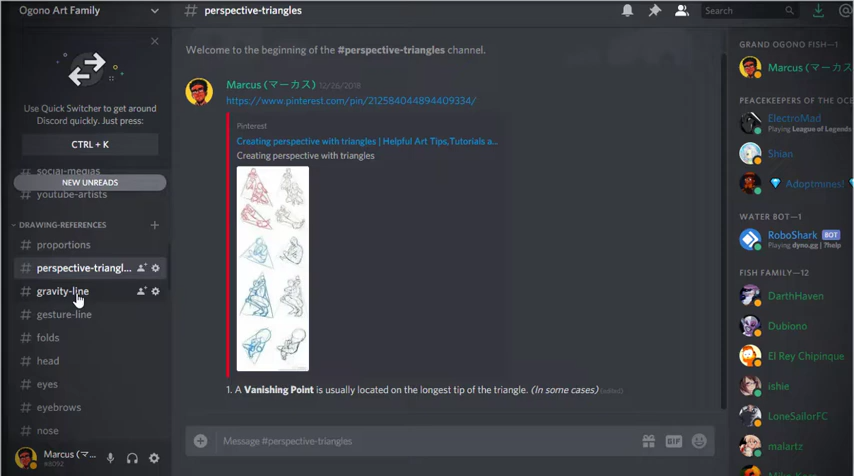 Ogono Art Family
# perspective-triangles
Search
Use Quick Switcher to get around
Discord quickly. Just press:
CTRL + K
social-medias
NEW UNREADS
# youtube-artists
DRAWING-REFERENCES
# proportions
# perspective-triangl...
# gravity-line
# gesture-line
# folds
# head
# eyes
# eyebrows
# nose
Marcus (マ...
#8092
Welcome to the beginning of the #perspective-triangles channel.
Marcus (マーカス) 12/26/2018
https://www.pinterest.com/pin/212584044894409334/
Pinterest
Creating perspective with triangles | Helpful Art Tips,Tutorials a...
Creating perspective with triangles
1. A Vanishing Point is usually located on the longest tip of the triangle. (In some cases) (edited)
Message #perspective-triangles
GIF
GRAND OGONO FISH—1
Marcus (マーカス
PEACEKEEPERS OF THE OCE
ElectroMad
Playing League of Legends
Shian
Adoptmines!
WATER BOT—1
RoboShark BOT
Playing dyno.gg | ?help
FISH FAMILY—12
DarthHaven
Dubiono
El Rey Chipinque
ishie
LoneSailorFC
malartz